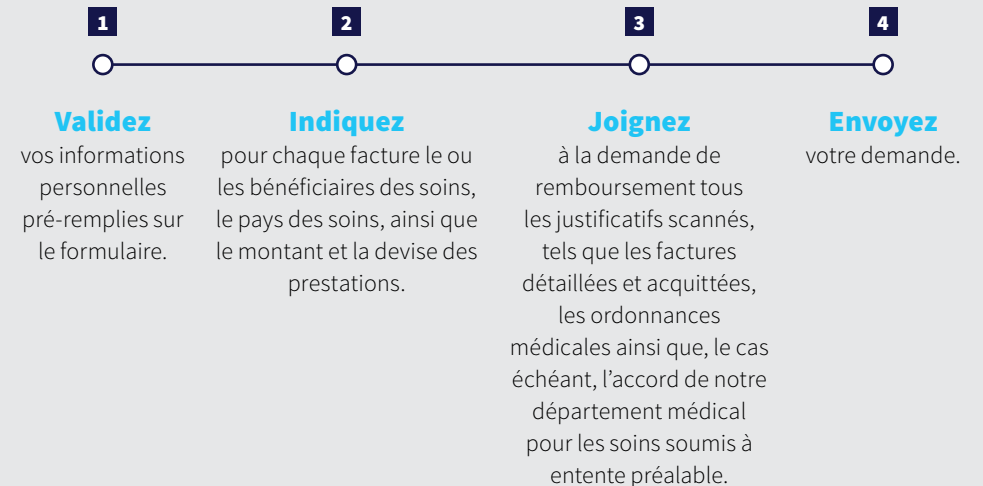 1
Validez
vos informations
personnelles
pré-remplies sur
le formulaire.
2
Indiquez
pour chaque facture le ou
les bénéficiaires des soins,
le pays des soins, ainsi que
le montant et la devise des
prestations.
3
Joignez
à la demande de
remboursement tous
les justificatifs scannés,
tels que les factures
détaillées et acquittées,
les ordonnances
médicales ainsi que, le cas
échéant, l’accord de notre
département médical
pour les soins soumis à
entente préalable.
4
Envoyez
votre demande.